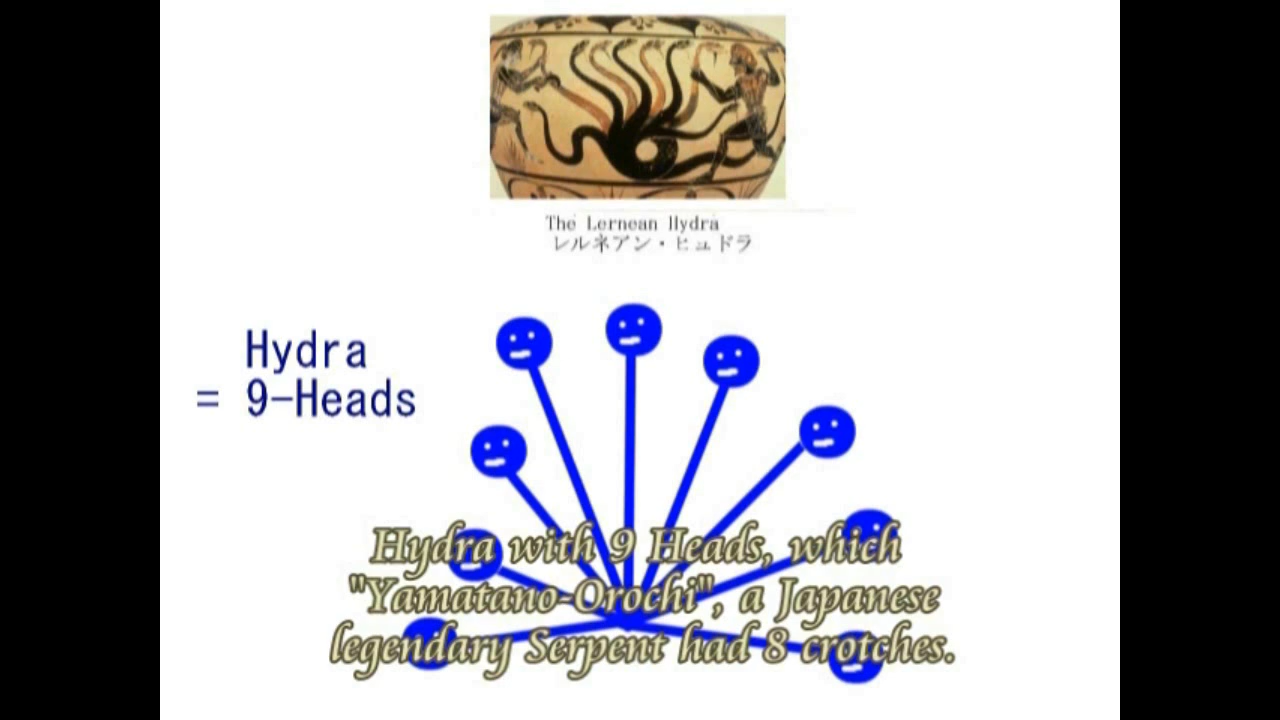 The Lernean Hydra
レルネアン・ヒュドラ
Hydra
= 9-Heads
Hydra with 9 Heads, which
"Yamatano-Orochi", a Japanese
legendary Serpent had 8 crotches.